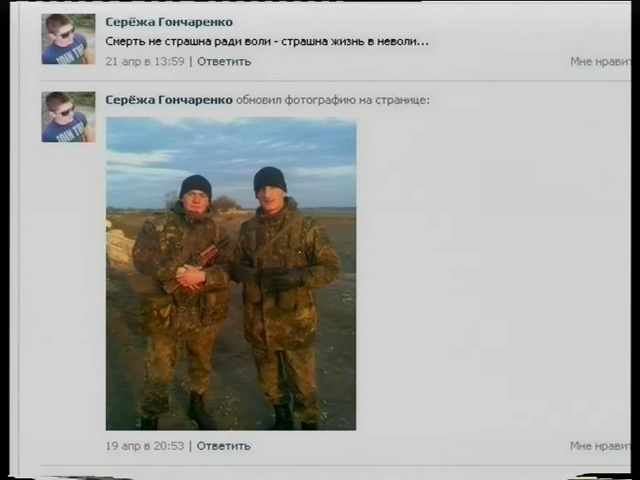 Серёжа Гончаренко
Смерть не страшна ради воли - страшна жизнь в неволи...
21 апр в 13:59 | Ответить
Мне нравит
Серёжа Гончаренко обновил фотографию на странице:
19 апр в 20:53 | Ответить
Мне нравит